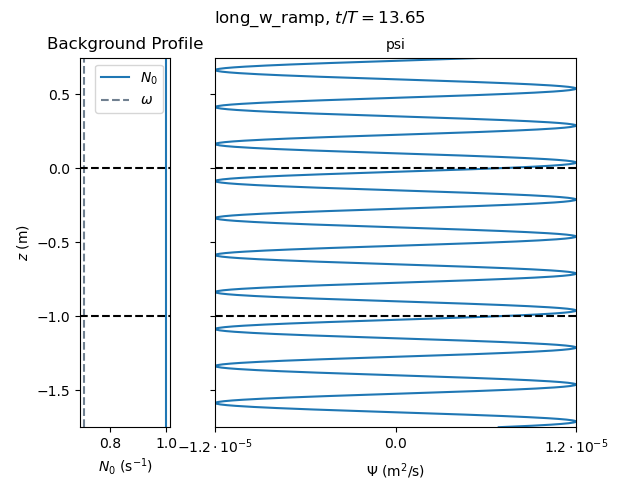 long_w_ramp, t/T = 13.65
Background Profile
psi
N₀
ω
0.5
0.0
−0.5
−1.0
−1.5
z (m)
0.8
1.0
−1.2 · 10⁻⁵
0.0
1.2 · 10⁻⁵
N₀ (s⁻¹)
Ψ (m²/s)